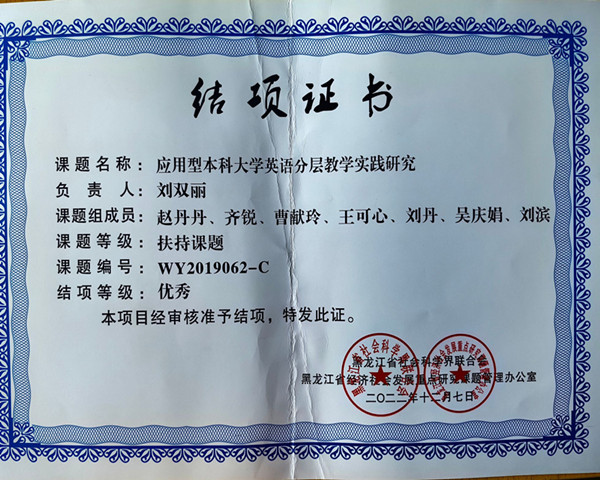 结项证书
课题名称：应用型本科大学英语分层教学实践研究
负责人：刘双丽
课题组成员：赵丹丹、齐锐、曹献玲、王可心、刘丹、吴庆娟、刘滨
课题等级：扶持课题
课题编号：WY2019062-C
结项等级：优秀
本项目经审核准予结项，特发此证。
黑龙江省社会科学界联合会
黑龙江省经济社会发展重点研究课题管理办公室
二〇二二年十二月七日